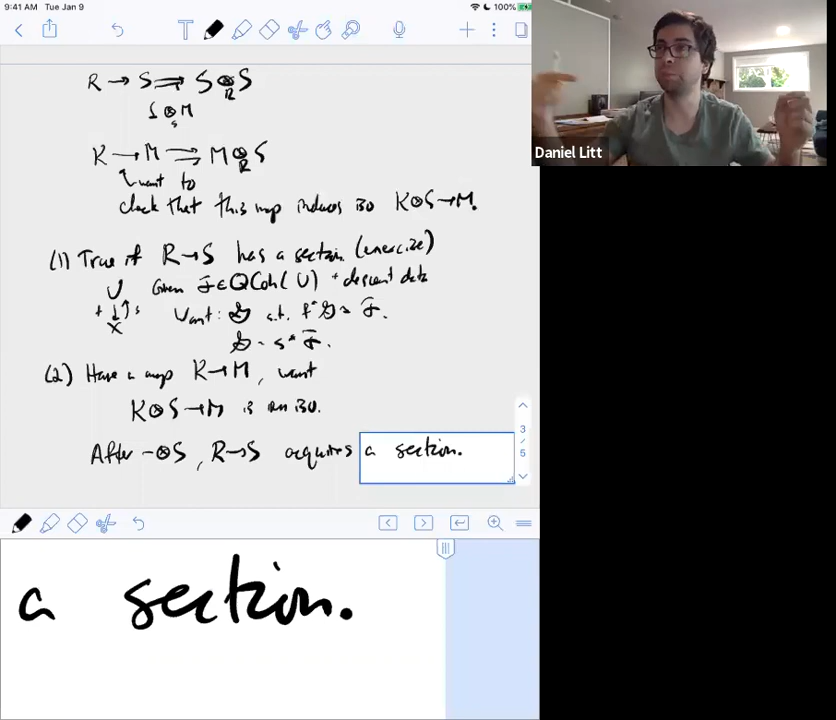 9:41 AM Tue Jan 9
100%
R → S ⇉ S ⊗_R S
S ⊗_S M
K → M ⇉ M ⊗_R S
want to
check that this map induces iso K⊗S→M.
(1) True if R→S has a section (exercise)
U Given F ∈ QCoh(U) + descent data
f ↓↑ s Want: G s.t. f*G ≃ F.
X
G = s*F.
(2) Have a map K→M, want
K⊗S→M is an iso.
After -⊗S, R→S acquires a section.
3
/
5
Daniel Litt
a section.